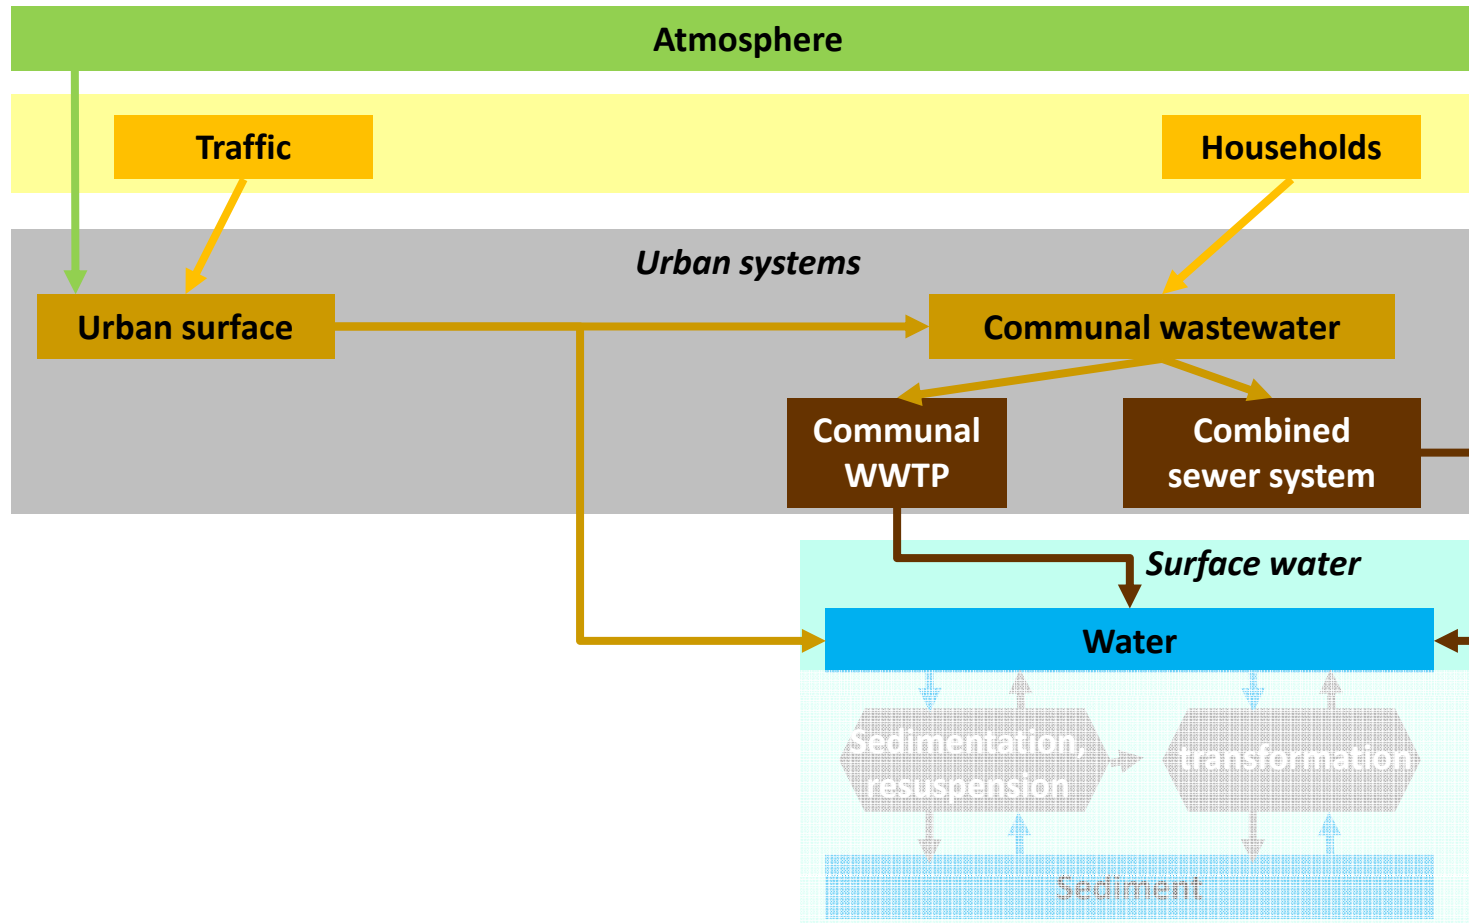 Atmosphere
Traffic
Households
Urban systems
Urban surface
Communal wastewater
Communal
WWTP
Combined
sewer system
Surface water
Water
Sedimentation,
resuspension
transformation
Sediment